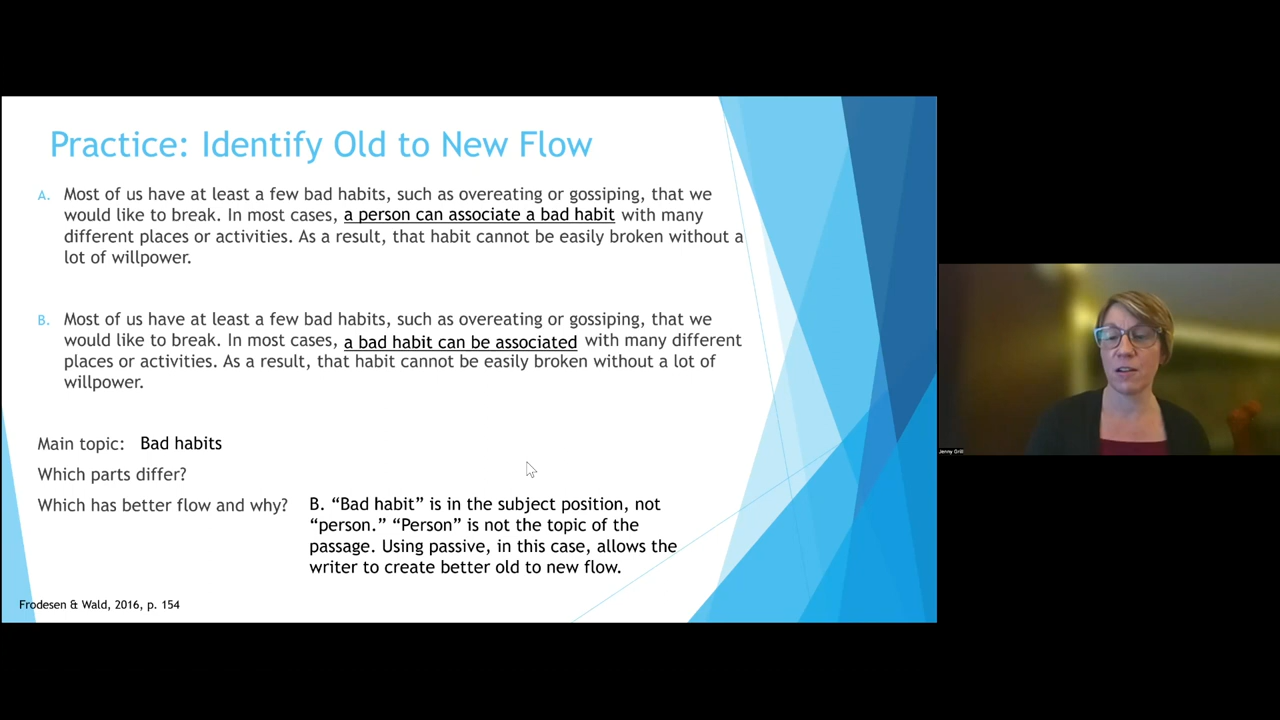 Practice: Identify Old to New Flow
A. Most of us have at least a few bad habits, such as overeating or gossiping, that we
would like to break. In most cases, a person can associate a bad habit with many
different places or activities. As a result, that habit cannot be easily broken without a
lot of willpower.
B. Most of us have at least a few bad habits, such as overeating or gossiping, that we
would like to break. In most cases, a bad habit can be associated with many different
places or activities. As a result, that habit cannot be easily broken without a lot of
willpower.
Main topic: Bad habits
Which parts differ?
Which has better flow and why? B. “Bad habit” is in the subject position, not
“person.” “Person” is not the topic of the
passage. Using passive, in this case, allows the
writer to create better old to new flow.
Frodesen & Wald, 2016, p. 154
Jenny Grill